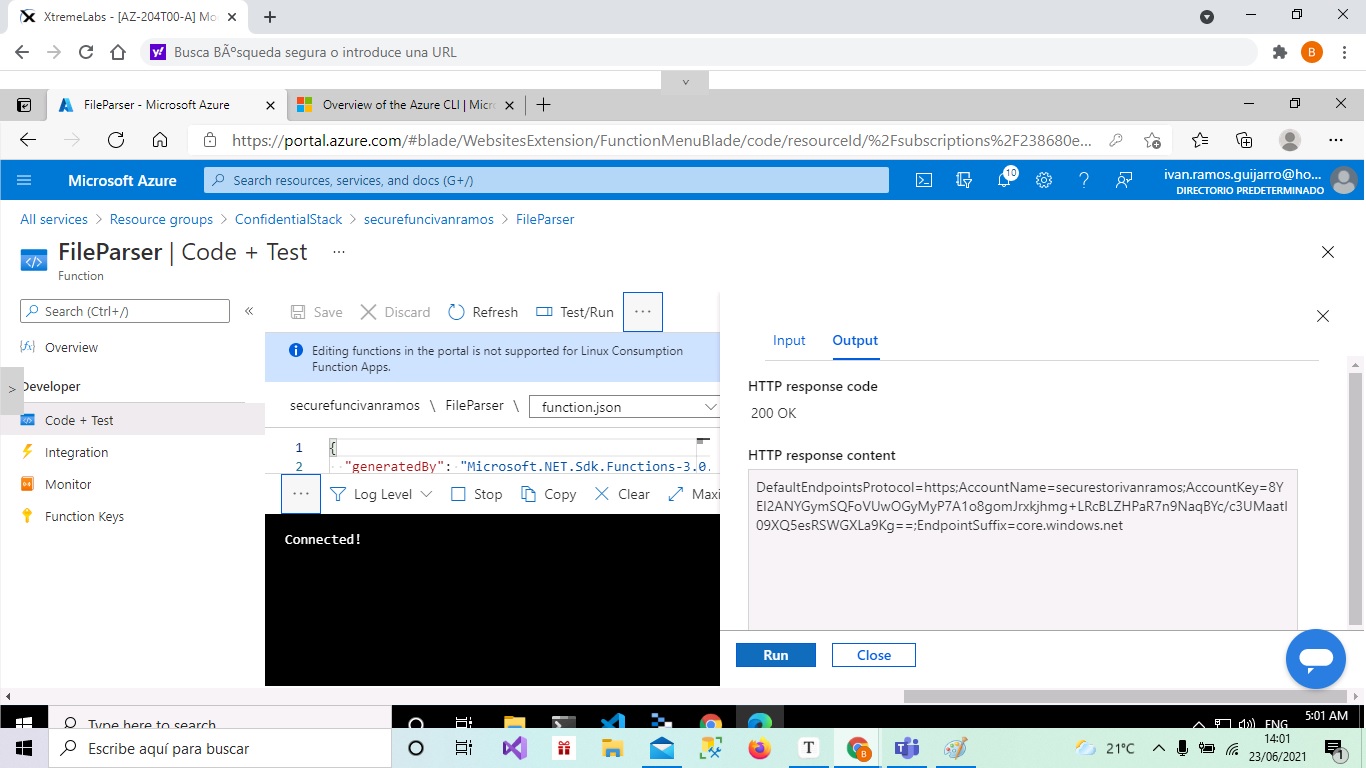 XtremeLabs - [AZ-204T00-A] Mo
Busca BÃºsqueda segura o introduce una URL
B
FileParser - Microsoft Azure
Overview of the Azure CLI | Micr
https://portal.azure.com/#blade/WebsitesExtension/FunctionMenuBlade/code/resourceId/%2Fsubscriptions%2F238680e...
Microsoft Azure
Search resources, services, and docs (G+/)
10
ivan.ramos.guijarro@ho...
DIRECTORIO PREDETERMINADO
All services > Resource groups > ConfidentialStack > securefuncivanramos > FileParser
FileParser | Code + Test ...
Function
Search (Ctrl+/)
«
Overview
Developer
Code + Test
Integration
Monitor
Function Keys
Save
Discard
Refresh
Test/Run
...
Editing functions in the portal is not supported for Linux Consumption
Function Apps.
securefuncivanramos \ FileParser \ function.json
1 {
2 "generatedBy": "Microsoft.NET.Sdk.Functions-3.0.
...
Log Level
Stop
Copy
Clear
Maxi
Connected!
Input
Output
HTTP response code
200 OK
HTTP response content
DefaultEndpointsProtocol=https;AccountName=securestorivanramos;AccountKey=
;EndpointSuffix=core.windows.net
Run
Close
Type here to search
ENG
5:01 AM
Escribe aquí para buscar
T
B
21°C
14:01
23/06/2021
1